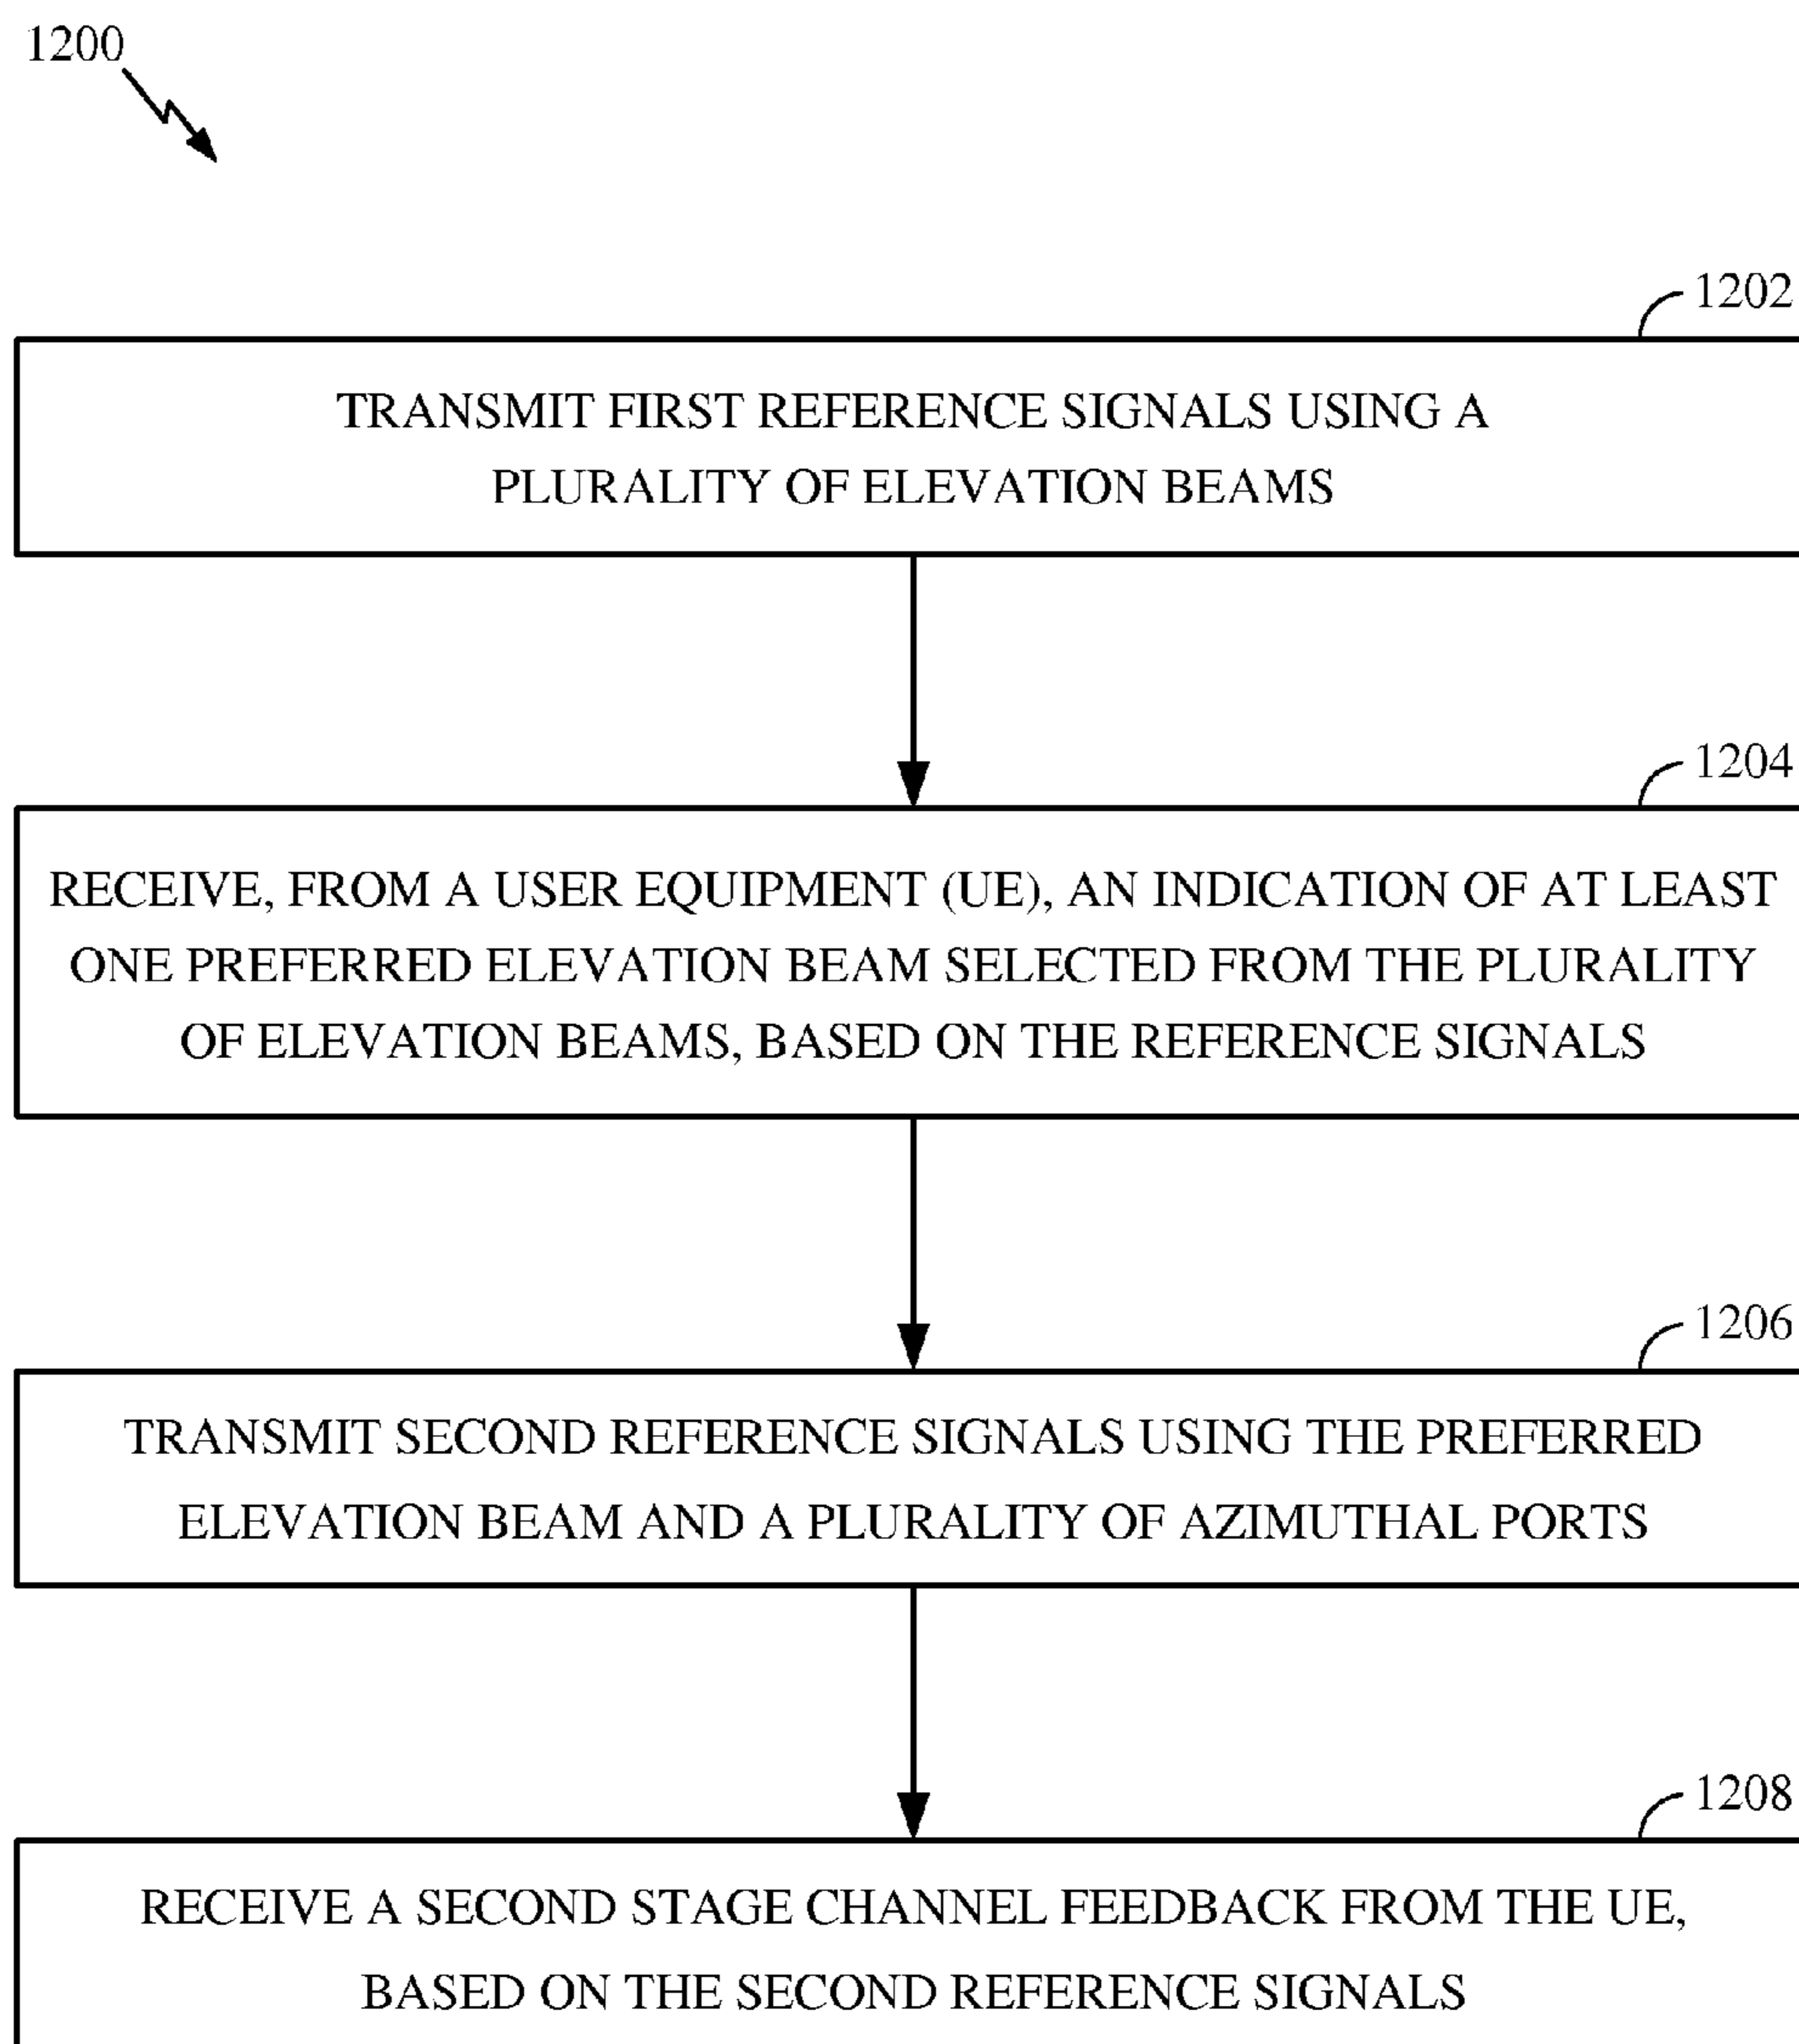 1200
1202
TRANSMIT FIRST REFERENCE SIGNALS USING A
PLURALITY OF ELEVATION BEAMS
1204
RECEIVE, FROM A USER EQUIPMENT (UE), AN INDICATION OF AT LEAST
ONE PREFERRED ELEVATION BEAM SELECTED FROM THE PLURALITY
OF ELEVATION BEAMS, BASED ON THE REFERENCE SIGNALS
1206
TRANSMIT SECOND REFERENCE SIGNALS USING THE PREFERRED
ELEVATION BEAM AND A PLURALITY OF AZIMUTHAL PORTS
1208
RECEIVE A SECOND STAGE CHANNEL FEEDBACK FROM THE UE,
BASED ON THE SECOND REFERENCE SIGNALS